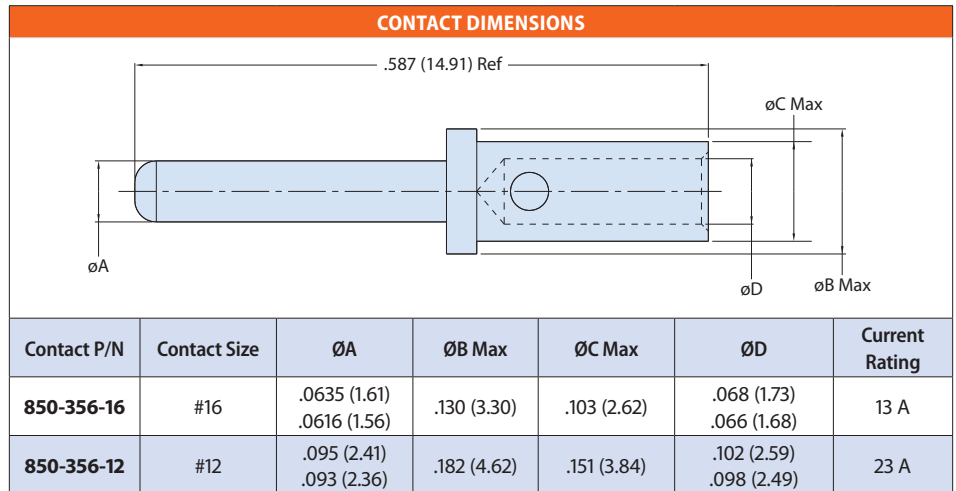 CONTACT DIMENSIONS
.587 (14.91) Ref
øC Max
øA
øD
øB Max
Contact P/N Contact Size ØA ØB Max ØC Max ØD Current Rating
850-356-16 #16 .0635 (1.61) .0616 (1.56) .130 (3.30) .103 (2.62) .068 (1.73) .066 (1.68) 13 A
850-356-12 #12 .095 (2.41) .093 (2.36) .182 (4.62) .151 (3.84) .102 (2.59) .098 (2.49) 23 A